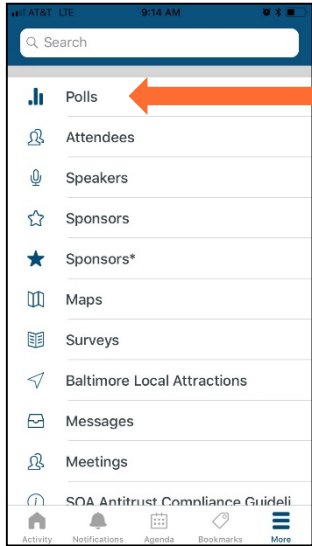 AT&T LTE 9:14 AM
Search
Polls
Attendees
Speakers
Sponsors
Sponsors*
Maps
Surveys
Baltimore Local Attractions
Messages
Meetings
SOA Antitrust Compliance Guideli
Activity Notifications Agenda Bookmarks More